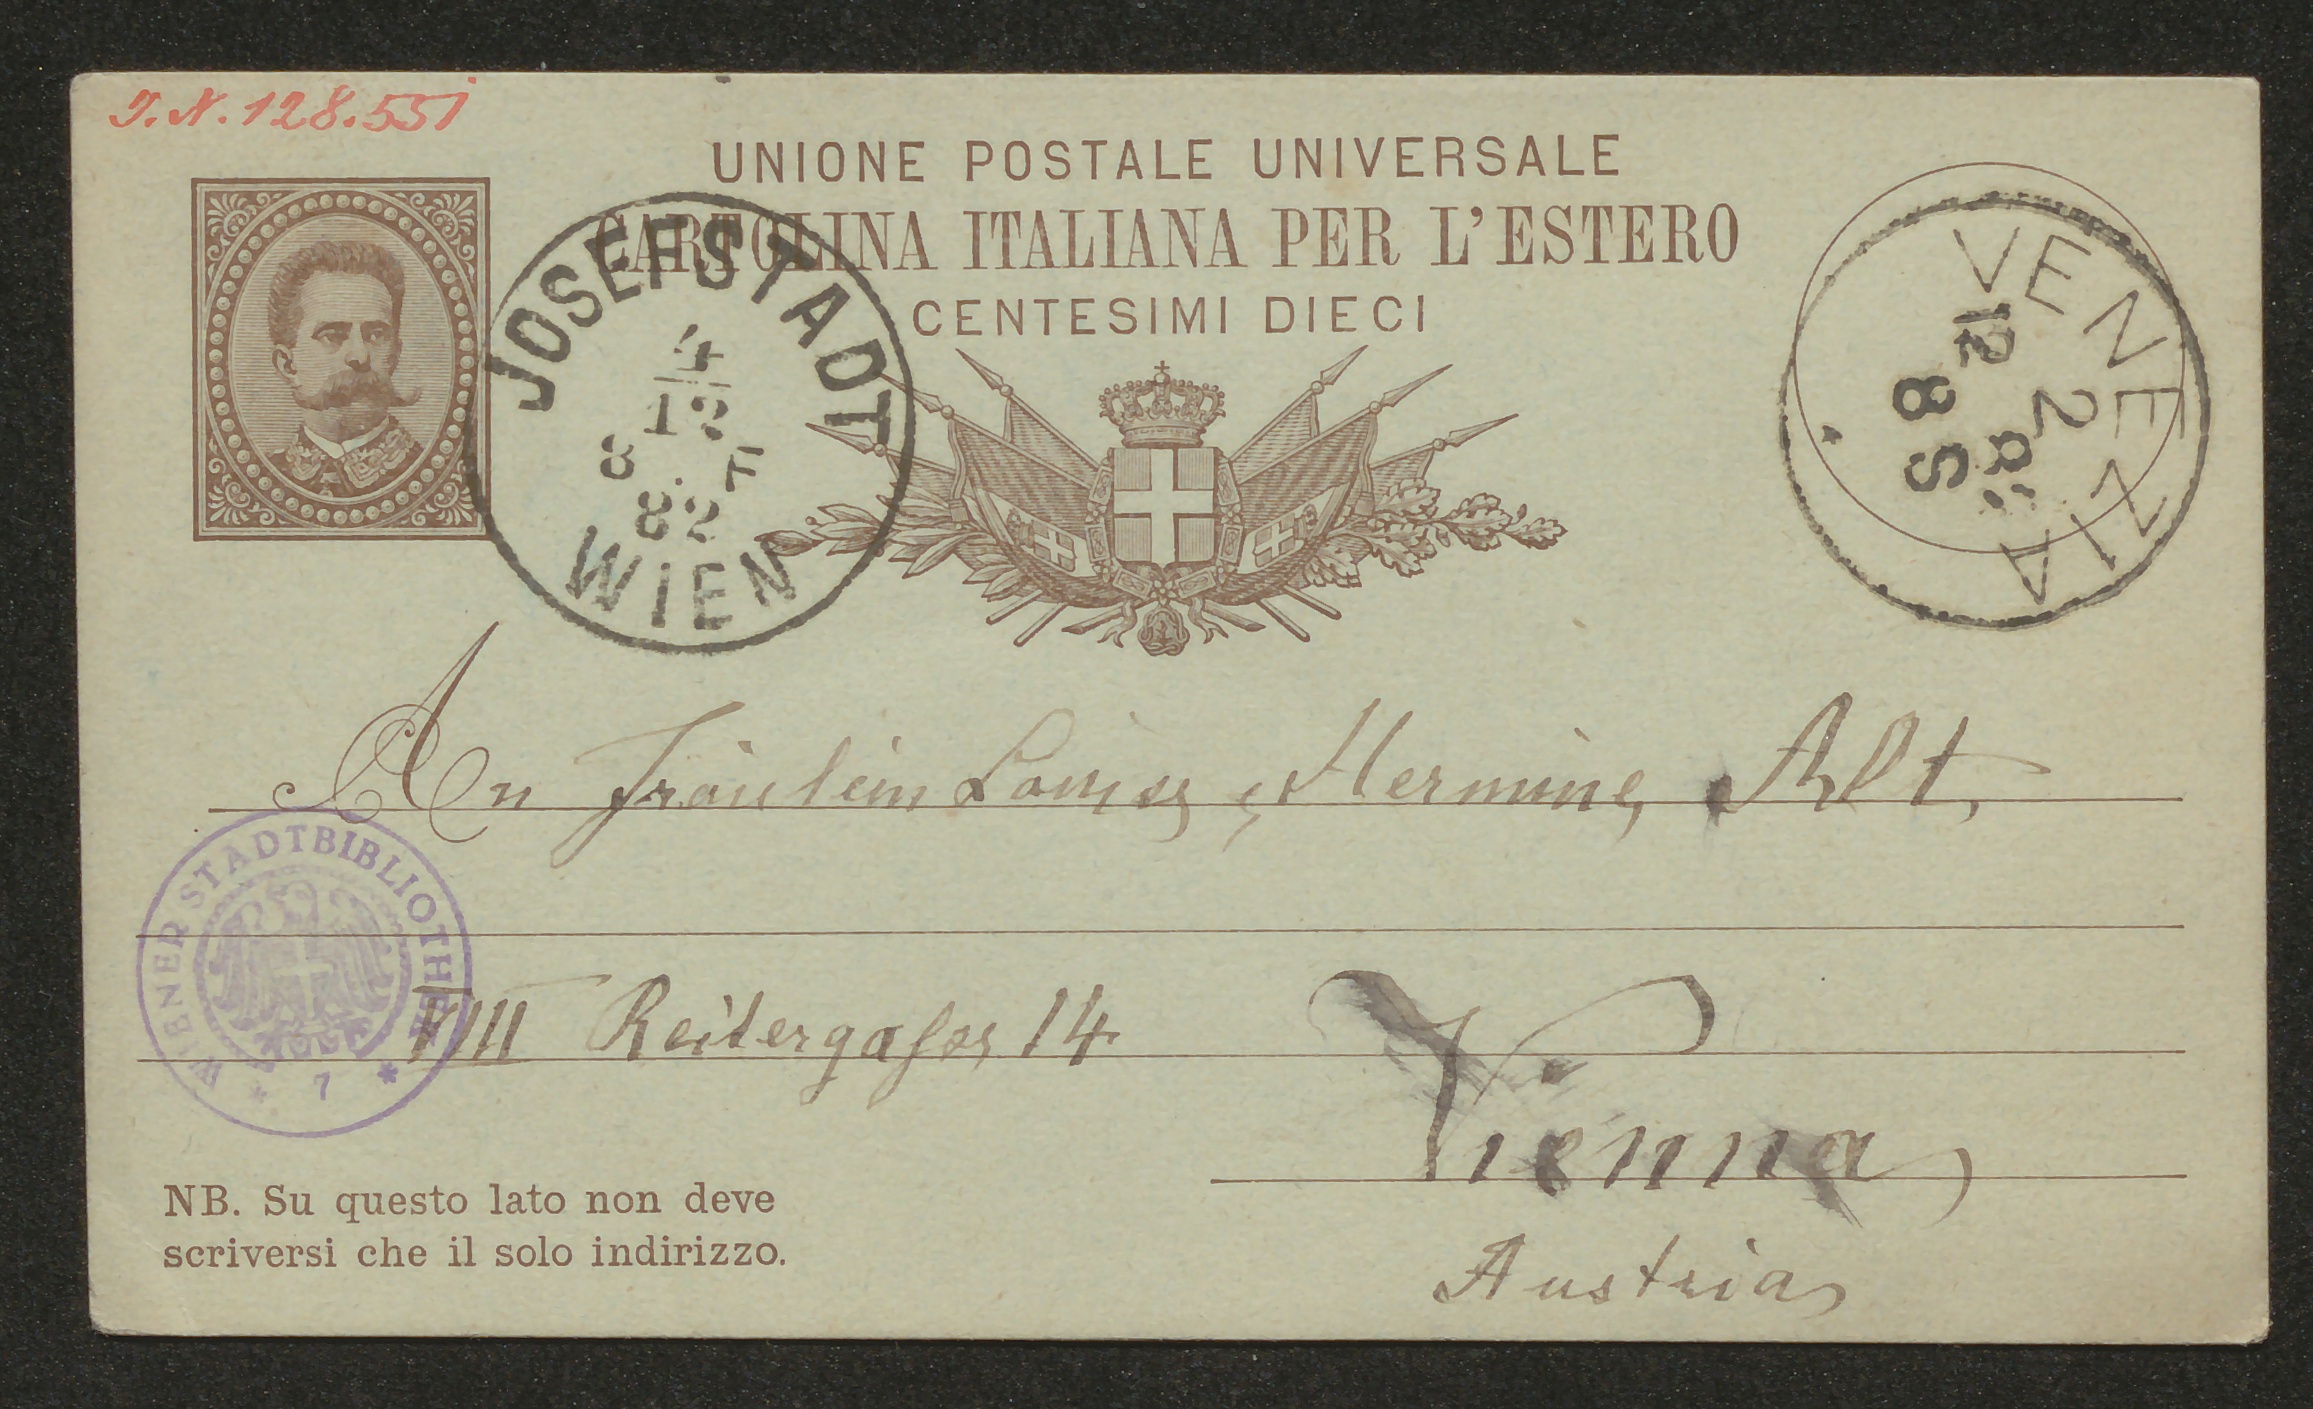 J.N. 128.551
UNIONE POSTALE UNIVERSALE
CARTOLINA ITALIANA PER L'ESTERO
CENTESIMI DIECI
JOSEFSTADT
4
12
8 F
82
WIEN
VENEZIA
2
12
8 S
An Fräulein Louise, Hermine, Alt,
VIII Reitergasse 14
Vienna
Austria
WIENER STADTBIBLIOTHEK
* 7 *
NB. Su questo lato non deve
scriversi che il solo indirizzo.